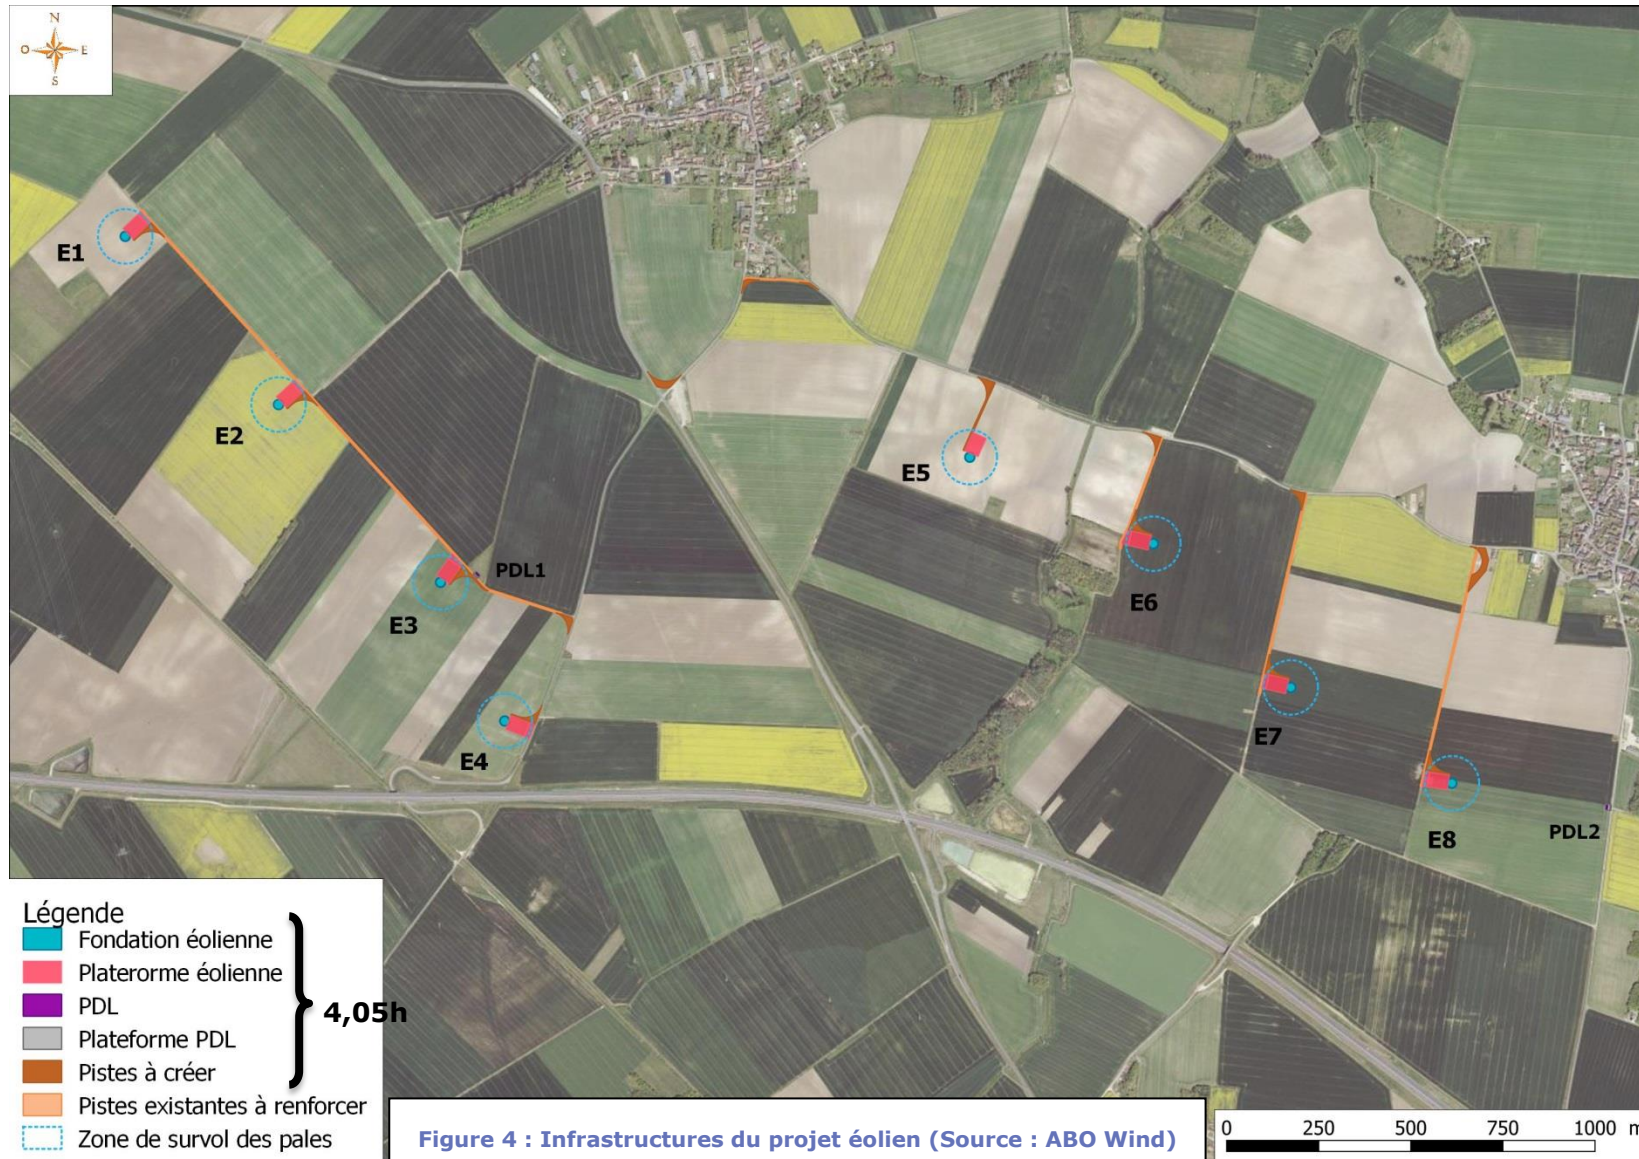 N
O E
S
E1
E2
E3
PDL1
E4
E5
E6
E7
E8
PDL2
Légende
Fondation éolienne
Platerorme éolienne
PDL
Plateforme PDL
Pistes à créer
Pistes existantes à renforcer
Zone de survol des pales
4,05h
Figure 4 : Infrastructures du projet éolien (Source : ABO Wind)
0 250 500 750 1000 m